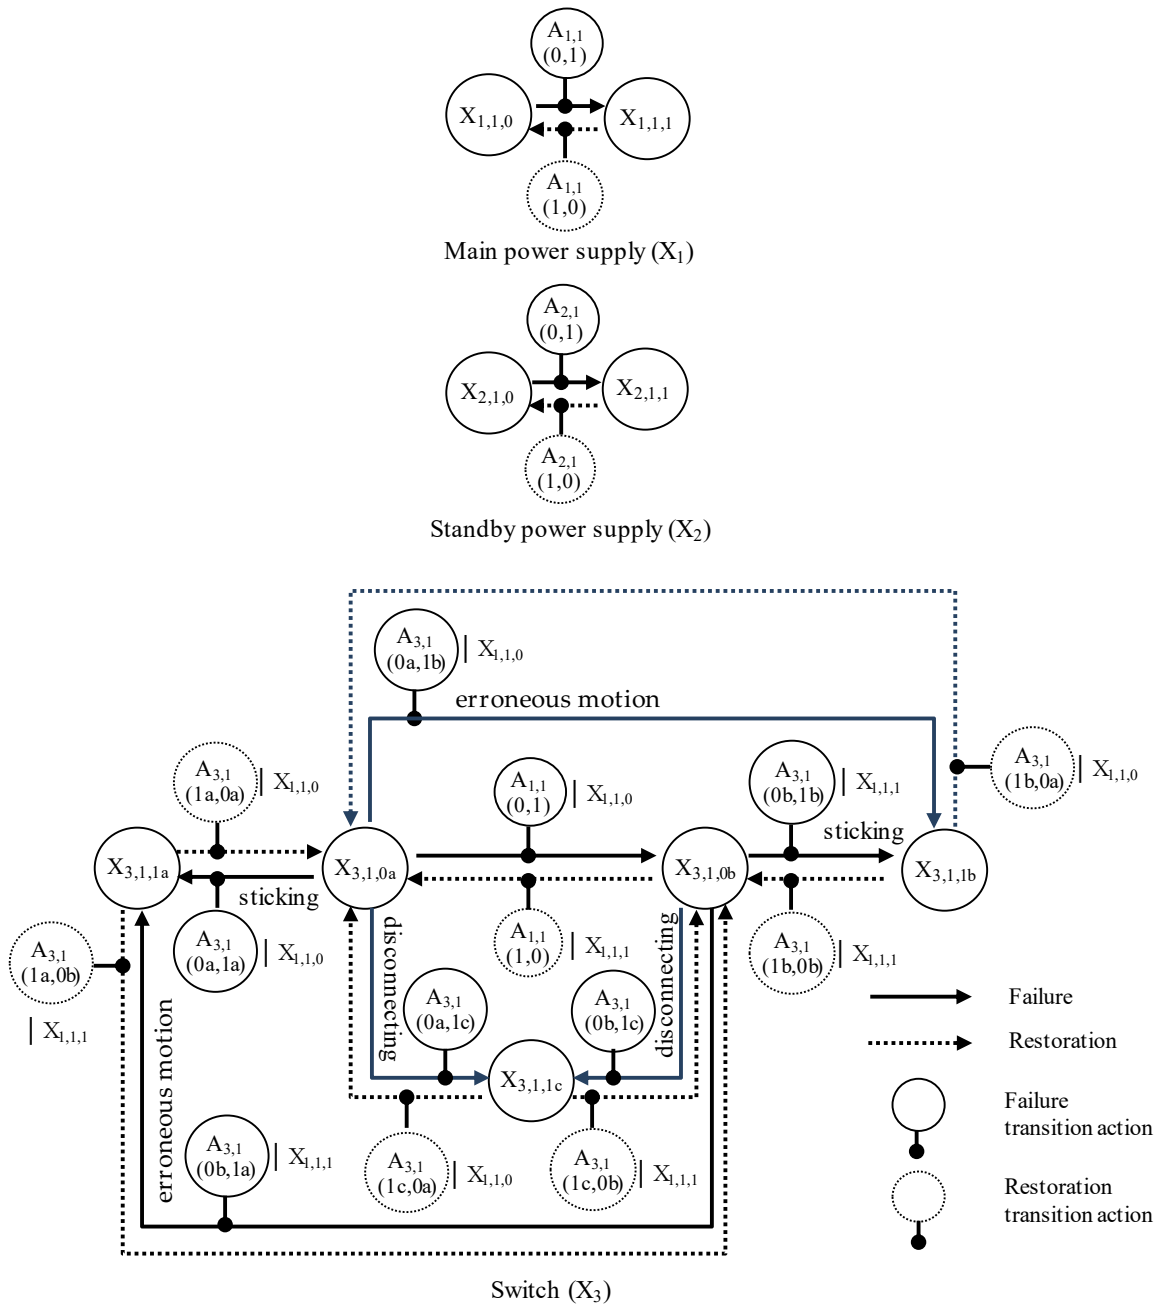 A1,1
(0,1)
X1,1,0
X1,1,1
A1,1
(1,0)
Main power supply (X1)
A2,1
(0,1)
X2,1,0
X2,1,1
A2,1
(1,0)
Standby power supply (X2)
A3,1
(0a,1b)
| X1,1,0
erroneous motion
A3,1
(1a,0a)
| X1,1,0
A1,1
(0,1)
| X1,1,0
A3,1
(0b,1b)
| X1,1,1
A3,1
(1b,0a)
| X1,1,0
sticking
X3,1,1a
X3,1,0a
X3,1,0b
X3,1,1b
sticking
A3,1
(1a,0b)
| X1,1,1
A3,1
(0a,1a)
| X1,1,0
disconnecting
A1,1
(1,0)
| X1,1,1
disconnecting
A3,1
(1b,0b)
| X1,1,1
Failure
Restoration
A3,1
(0a,1c)
A3,1
(0b,1c)
X3,1,1c
erroneous motion
A3,1
(0b,1a)
| X1,1,1
A3,1
(1c,0a)
| X1,1,0
A3,1
(1c,0b)
| X1,1,1
Failure
transition action
Restoration
transition action
Switch (X3)